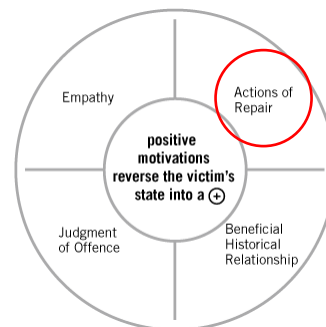 Empathy
Actions of
Repair
positive
motivations
reverse the victim's
state into a ⊕
Judgment
of Offence
Beneficial
Historical
Relationship